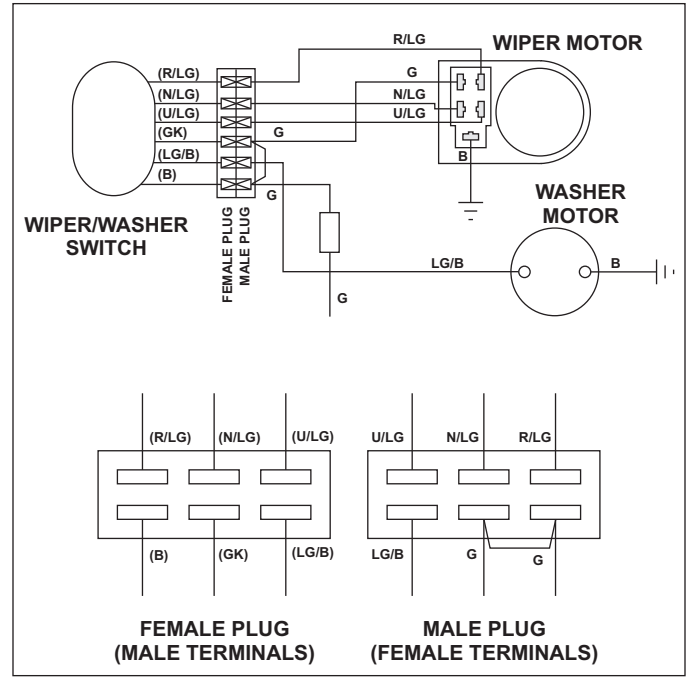 R/LG
WIPER MOTOR
(R/LG)
G
(N/LG)
N/LG
(U/LG)
U/LG
(GK)
G
(LG/B)
B
(B)
G
WIPER/WASHER
SWITCH
FEMALE PLUG
MALE PLUG
WASHER
MOTOR
LG/B
B
G
(R/LG) (N/LG) (U/LG)
U/LG N/LG R/LG
(B) (GK) (LG/B)
LG/B G G
FEMALE PLUG
(MALE TERMINALS)
MALE PLUG
(FEMALE TERMINALS)